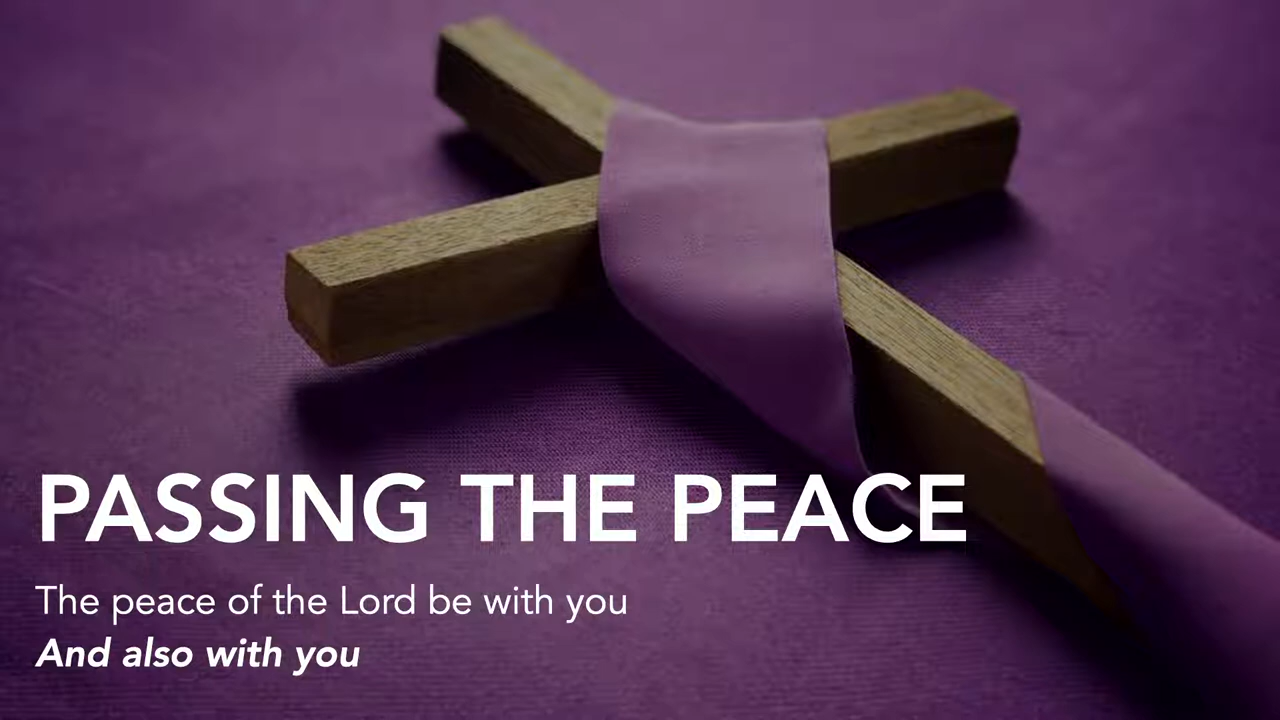 PASSING THE PEACE
The peace of the Lord be with you
And also with you